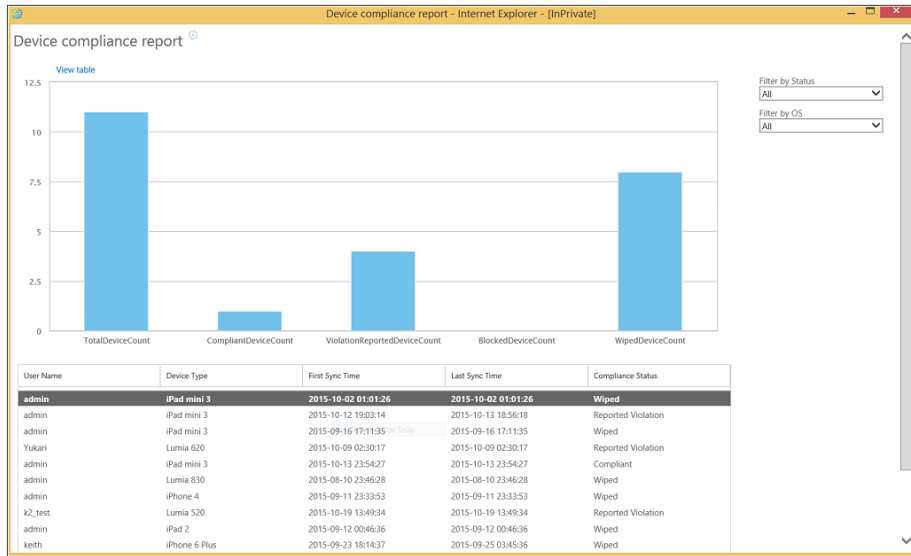 Device compliance report - Internet Explorer - [InPrivate]
Device compliance report
View table
12.5
10
7.5
5
2.5
0
TotalDeviceCount CompliantDeviceCount ViolationReportedDeviceCount BlockedDeviceCount WipedDeviceCount
Filter by Status
All
Filter by OS
All
User Name Device Type First Sync Time Last Sync Time Compliance Status
admin iPad mini 3 2015-10-02 01:01:26 2015-10-02 01:01:26 Wiped
admin iPad mini 3 2015-10-12 19:03:14 2015-10-13 18:56:18 Reported Violation
admin iPad mini 3 2015-09-16 17:11:35 2015-09-16 17:11:35 Wiped
Yukari Lumia 620 2015-10-09 02:30:17 2015-10-09 02:30:17 Reported Violation
admin iPad mini 3 2015-10-13 23:54:27 2015-10-13 23:54:27 Compliant
admin Lumia 830 2015-08-10 23:46:28 2015-08-10 23:46:28 Wiped
admin iPhone 4 2015-09-11 23:33:53 2015-09-11 23:33:53 Wiped
k2_test Lumia 520 2015-10-19 13:49:34 2015-10-19 13:49:34 Reported Violation
admin iPad 2 2015-09-12 00:46:36 2015-09-12 00:46:36 Wiped
keith iPhone 6 Plus 2015-09-23 18:14:37 2015-09-25 03:45:36 Wiped